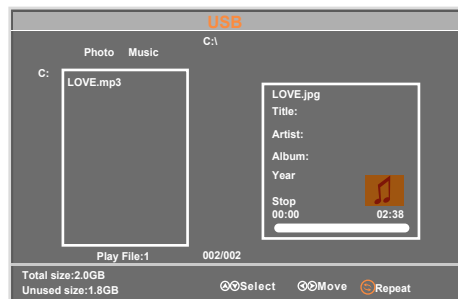 USB
C:\
Photo Music
C:
LOVE.mp3
LOVE.jpg
Title:
Artist:
Album:
Year
Stop
00:00 02:38
Play File:1 002/002
Total size:2.0GB
Unused size:1.8GB
Select Move Repeat